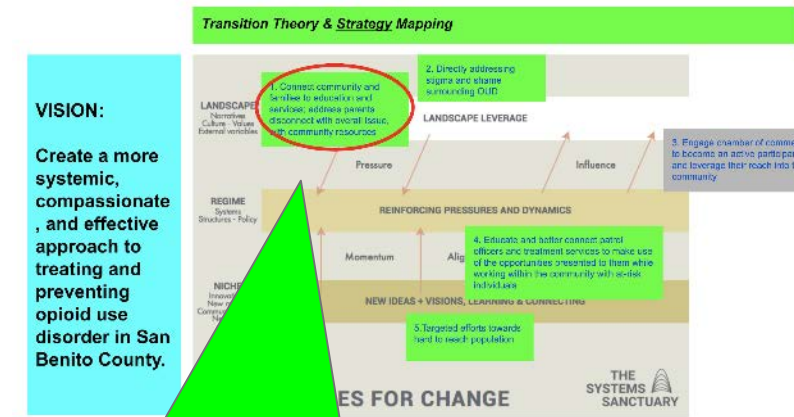 Transition Theory & Strategy Mapping
VISION:
Create a more
systemic,
compassionate
, and effective
approach to
treating and
preventing
opioid use
disorder in San
Benito County.
1. Connect community and
families to education and
services; address parents
disconnect with overall issue,
with community resources
2. Directly addressing
stigma and shame
surrounding OUD
LANDSCAPE
Narratives
Culture - Values
External variables
LANDSCAPE LEVERAGE
Pressure
Influence
3. Engage chamber of
to become an active
and leverage their reach into
community
REGIME
Systems
Structures - Policy
REINFORCING PRESSURES AND DYNAMICS
Momentum
4. Educate and better connect patrol
officers and treatment services to make use
of the opportunities presented to them while
working within the community with at-risk
individuals
NEW IDEAS + VISIONS, LEARNING & CONNECTING
5.Targeted efforts towards
hard to reach population
FOR CHANGE
THE
SYSTEMS
SANCTUARY